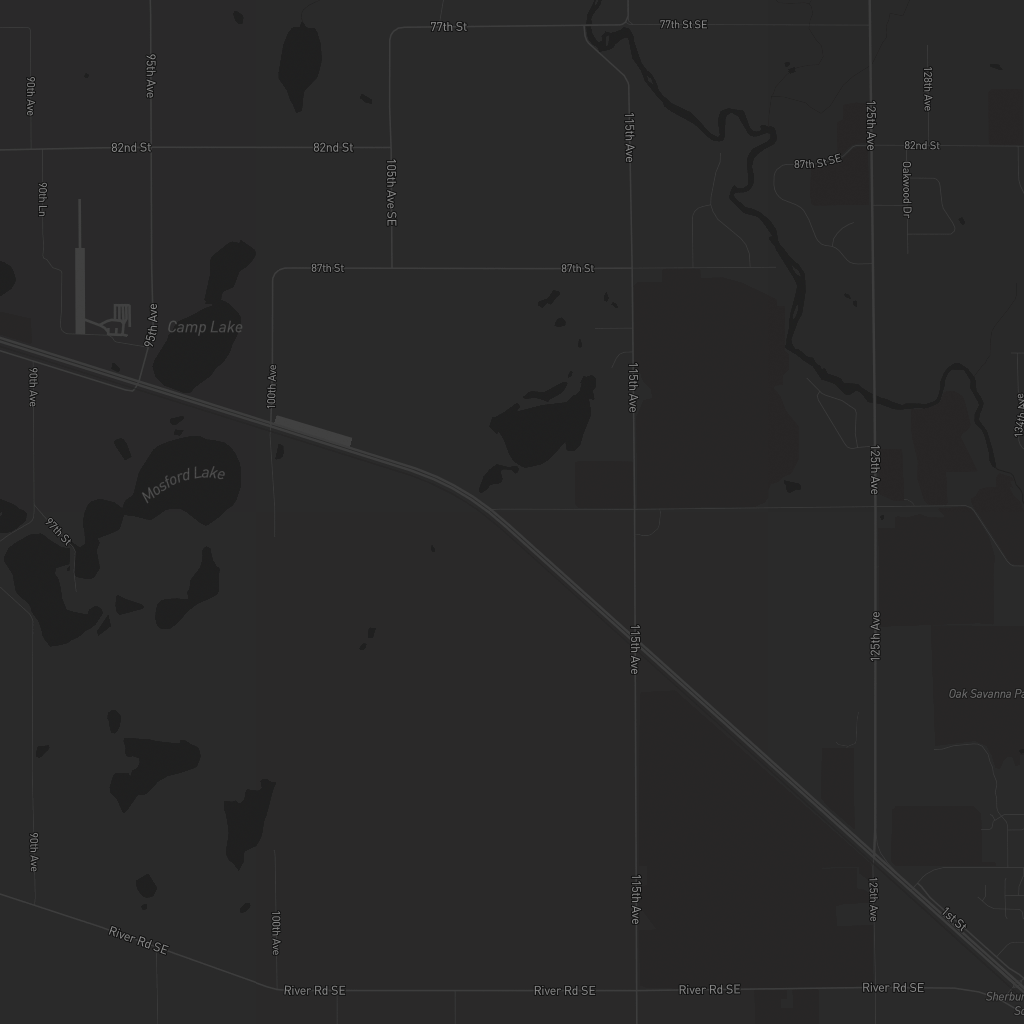 77th St
77th St SE
95th Ave
90th Ave
128th Ave
115th Ave
125th Ave
82nd St
82nd St
82nd St
87th St SE
105th Ave SE
90th Ln
Oakwood Dr
87th St
87th St
Camp Lake
95th Ave
90th Ave
100th Ave
115th Ave
134th Ave
125th Ave
Mosford Lake
97th St
115th Ave
125th Ave
Oak Savanna Pa
90th Ave
115th Ave
125th Ave
100th Ave
1st St
River Rd SE
River Rd SE
River Rd SE
River Rd SE
River Rd SE
Sherbur